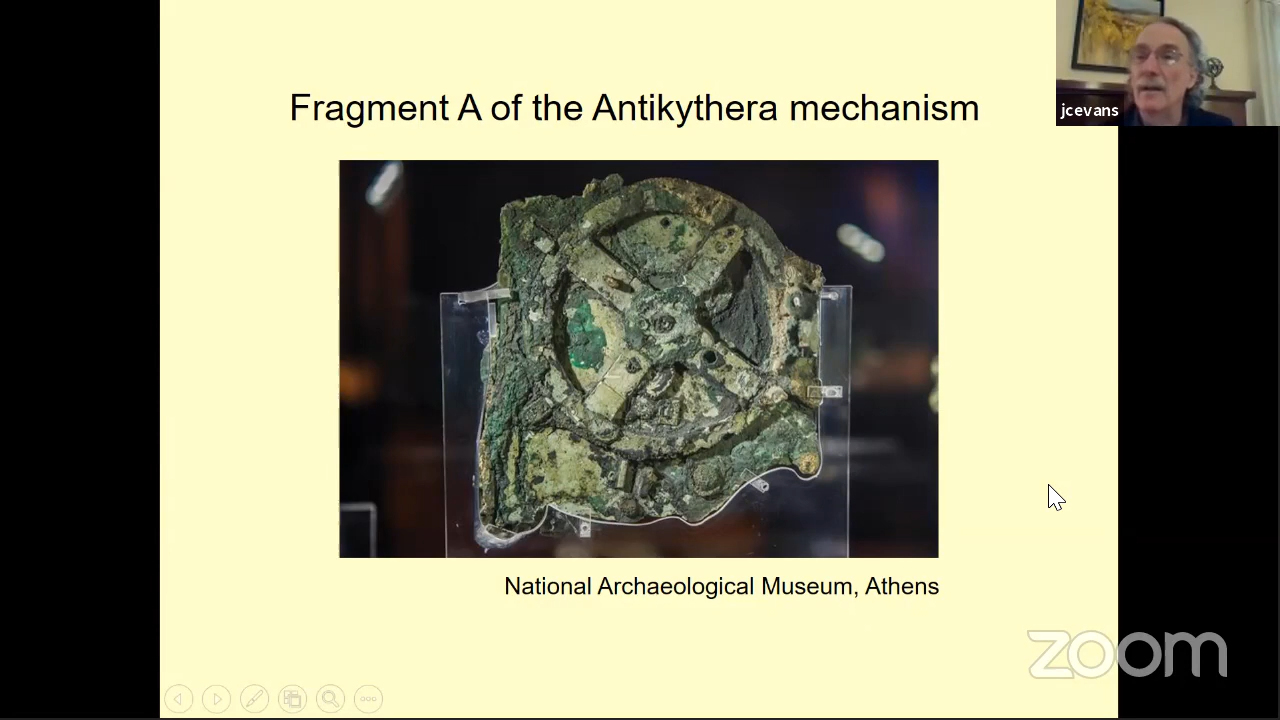 Fragment A of the Antikythera mechanism
jcevans
National Archaeological Museum, Athens
zoom